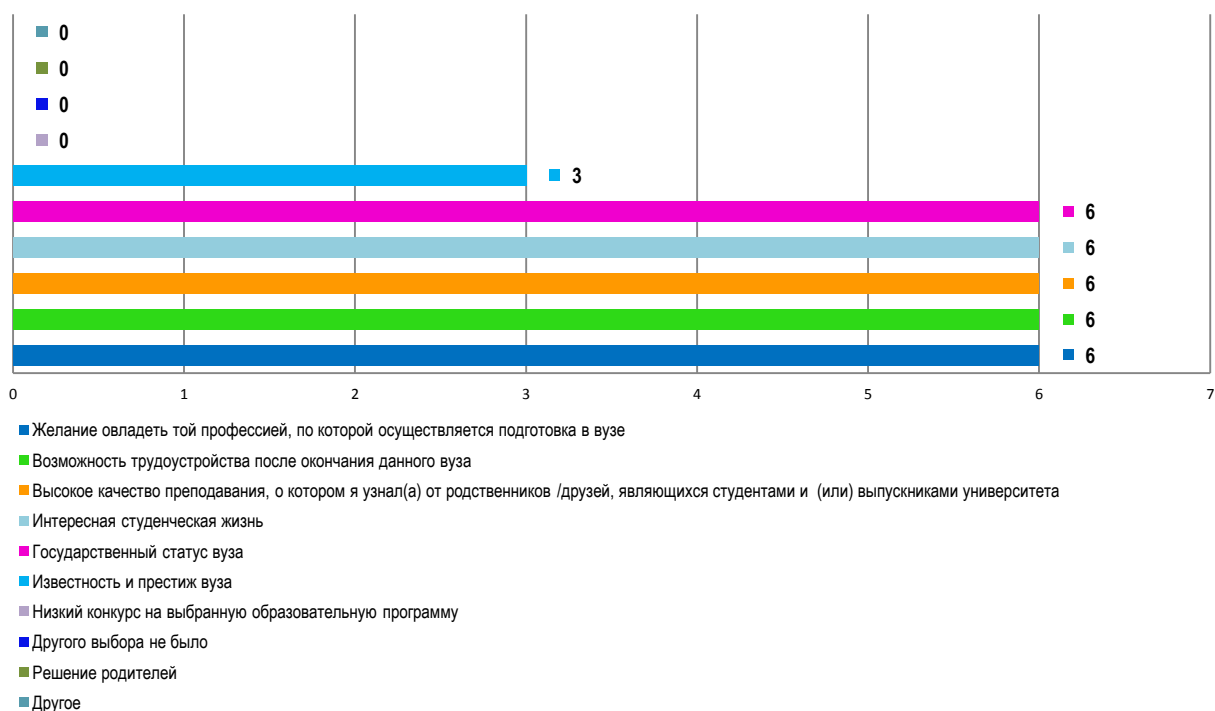 0
0
0
0
3
6
6
6
6
6
0 1 2 3 4 5 6 7
Желание овладеть той профессией, по которой осуществляется подготовка в вузе
Возможность трудоустройства после окончания данного вуза
Высокое качество преподавания, о котором я узнал(а) от родственников /друзей, являющихся студентами и (или) выпускниками университета
Интересная студенческая жизнь
Государственный статус вуза
Известность и престиж вуза
Низкий конкурс на выбранную образовательную программу
Другого выбора не было
Решение родителей
Другое